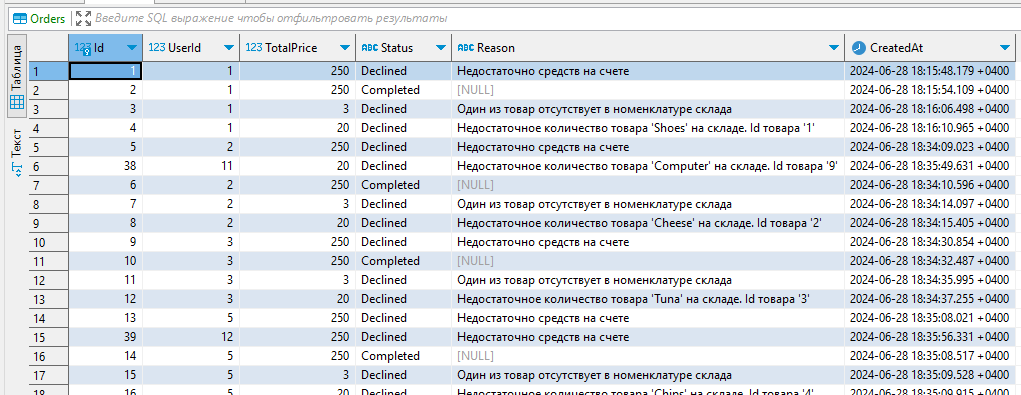 Orders Введите SQL выражение чтобы отфильтровать результаты
Таблица
Текст
123 Id 123 UserId 123 TotalPrice ABC Status ABC Reason CreatedAt
1 1 1 250 Declined Недостаточно средств на счете 2024-06-28 18:15:48.179 +0400
2 2 1 250 Completed [NULL] 2024-06-28 18:15:54.109 +0400
3 3 1 3 Declined Один из товар отсутствует в номенклатуре склада 2024-06-28 18:16:06.498 +0400
4 4 1 20 Declined Недостаточное количество товара 'Shoes' на складе. Id товара '1' 2024-06-28 18:16:10.965 +0400
5 5 2 250 Declined Недостаточно средств на счете 2024-06-28 18:34:09.023 +0400
6 38 11 20 Declined Недостаточное количество товара 'Computer' на складе. Id товара '9' 2024-06-28 18:35:49.631 +0400
7 6 2 250 Completed [NULL] 2024-06-28 18:34:10.596 +0400
8 7 2 3 Declined Один из товар отсутствует в номенклатуре склада 2024-06-28 18:34:14.097 +0400
9 8 2 20 Declined Недостаточное количество товара 'Cheese' на складе. Id товара '2' 2024-06-28 18:34:15.405 +0400
10 9 3 250 Declined Недостаточно средств на счете 2024-06-28 18:34:30.854 +0400
11 10 3 250 Completed [NULL] 2024-06-28 18:34:32.487 +0400
12 11 3 3 Declined Один из товар отсутствует в номенклатуре склада 2024-06-28 18:34:35.995 +0400
13 12 3 20 Declined Недостаточное количество товара 'Tuna' на складе. Id товара '3' 2024-06-28 18:34:37.255 +0400
14 13 5 250 Declined Недостаточно средств на счете 2024-06-28 18:35:08.021 +0400
15 39 12 250 Declined Недостаточно средств на счете 2024-06-28 18:35:56.331 +0400
16 14 5 250 Completed [NULL] 2024-06-28 18:35:08.517 +0400
17 15 5 3 Declined Один из товар отсутствует в номенклатуре склада 2024-06-28 18:35:09.528 +0400
18 16 5 20 Declined Недостаточное количество товара 'Chips' на складе. Id товара '4' 2024-06-28 18:35:09.915 +0400